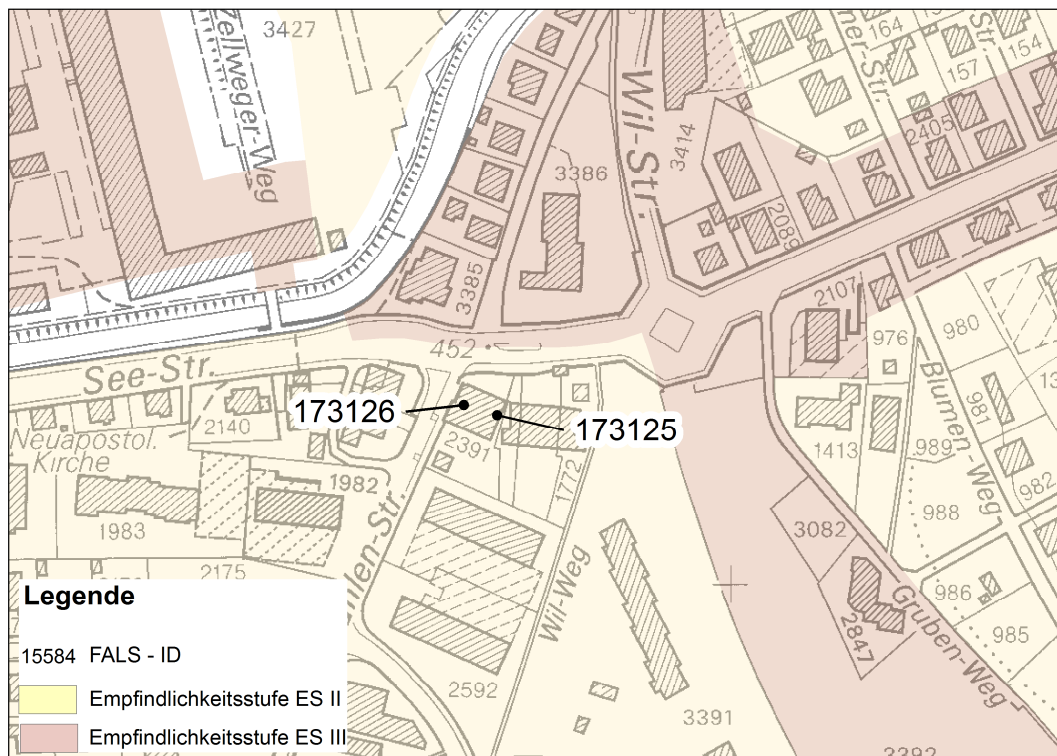 3427
Zellweger-Weg
Wil-Str.
3414
164
ner-Str.
Str.
154
157
2405
3386
2089
3385
2107
452
See-Str.
976
980
Blumen-Weg
981
989
982
173126
173125
2140
Neuapostol.
Kirche
2391
1772
1413
1982
1983
988
3082
2175
hlen-Str.
Wil-Weg
Gruben-Weg
986
985
2847
2592
3391
3392
Legende
15584 FALS - ID
Empfindlichkeitsstufe ES II
Empfindlichkeitsstufe ES III